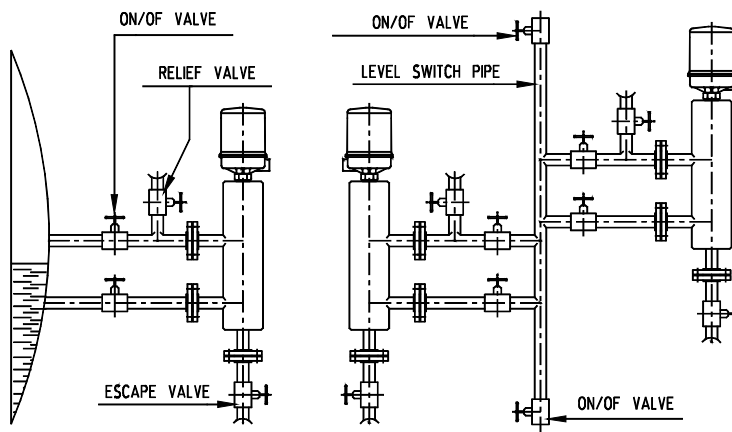 ON/OF VALVE
ON/OF VALVE
RELIEF VALVE
LEVEL SWITCH PIPE
ESCAPE VALVE
ON/OF VALVE